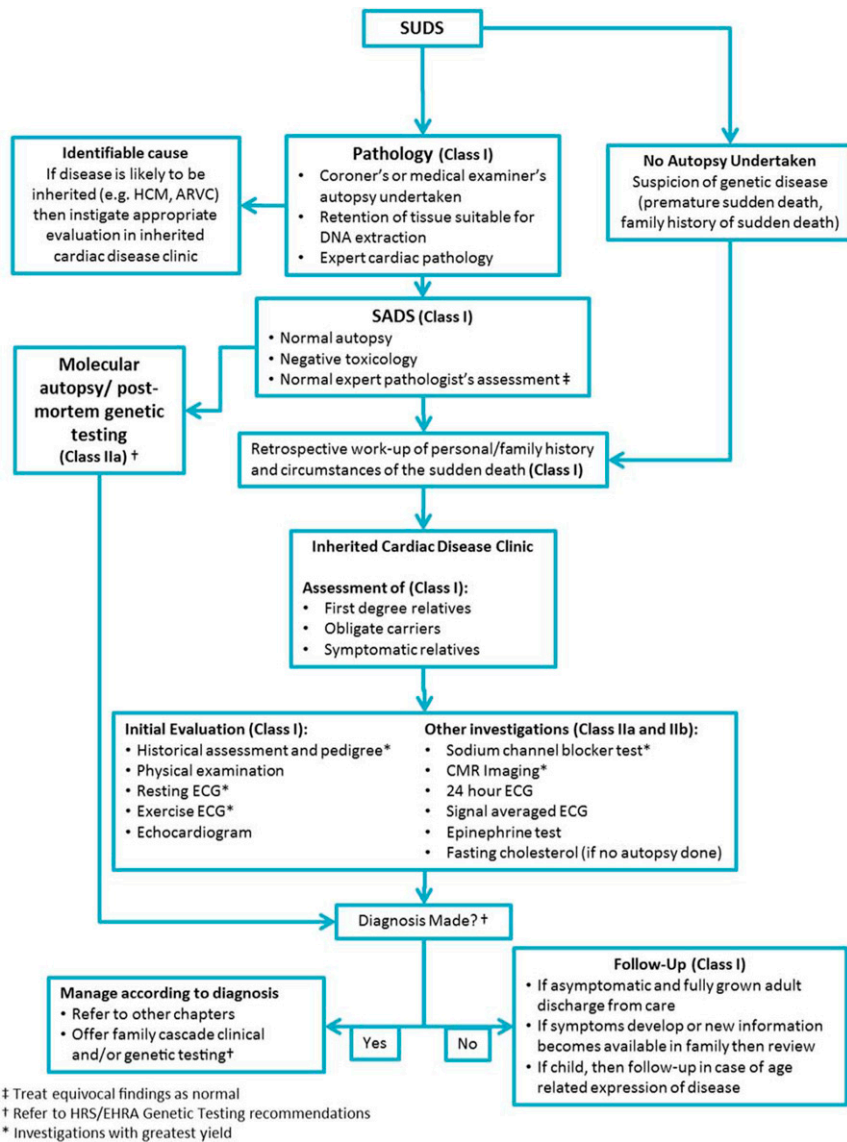 SUDS
Identifiable cause
If disease is likely to be
inherited (e.g. HCM, ARVC)
then instigate appropriate
evaluation in inherited
cardiac disease clinic
Pathology (Class I)
• Coroner's or medical examiner's
autopsy undertaken
• Retention of tissue suitable for
DNA extraction
• Expert cardiac pathology
No Autopsy Undertaken
Suspicion of genetic disease
(premature sudden death,
family history of sudden death)
SADS (Class I)
• Normal autopsy
• Negative toxicology
• Normal expert pathologist's assessment ‡
Molecular
autopsy/ post-
mortem genetic
testing
(Class IIa) †
Retrospective work-up of personal/family history
and circumstances of the sudden death (Class I)
Inherited Cardiac Disease Clinic
Assessment of (Class I):
• First degree relatives
• Obligate carriers
• Symptomatic relatives
Initial Evaluation (Class I):
• Historical assessment and pedigree*
• Physical examination
• Resting ECG*
• Exercise ECG*
• Echocardiogram
Other investigations (Class IIa and IIb):
• Sodium channel blocker test*
• CMR Imaging*
• 24 hour ECG
• Signal averaged ECG
• Epinephrine test
• Fasting cholesterol (if no autopsy done)
Diagnosis Made? †
Manage according to diagnosis
• Refer to other chapters
• Offer family cascade clinical
and/or genetic testing†
Yes
No
Follow-Up (Class I)
• If asymptomatic and fully grown adult
discharge from care
• If symptoms develop or new information
becomes available in family then review
• If child, then follow-up in case of age
related expression of disease
‡ Treat equivocal findings as normal
† Refer to HRS/EHRA Genetic Testing recommendations
* Investigations with greatest yield